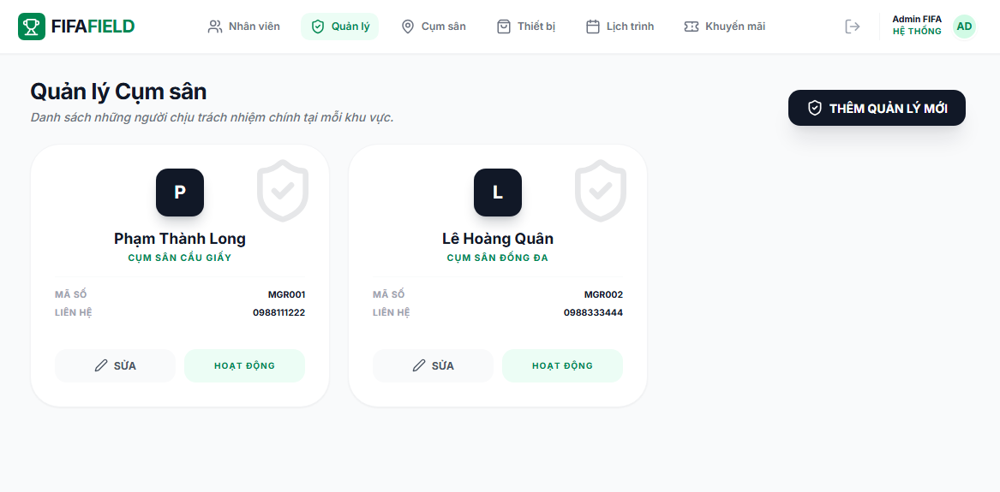 FIFAFIELD
Nhân viên
Quản lý
Cụm sân
Thiết bị
Lịch trình
Khuyến mãi
Admin FIFA
HỆ THỐNG
AD
Quản lý Cụm sân
Danh sách những người chịu trách nhiệm chính tại mỗi khu vực.
THÊM QUẢN LÝ MỚI
P
Phạm Thành Long
CỤM SÂN CẦU GIẤY
MÃ SỐ MGR001
LIÊN HỆ 0988111222
SỬA HOẠT ĐỘNG
L
Lê Hoàng Quân
CỤM SÂN ĐỐNG ĐA
MÃ SỐ MGR002
LIÊN HỆ 0988333444
SỬA HOẠT ĐỘNG